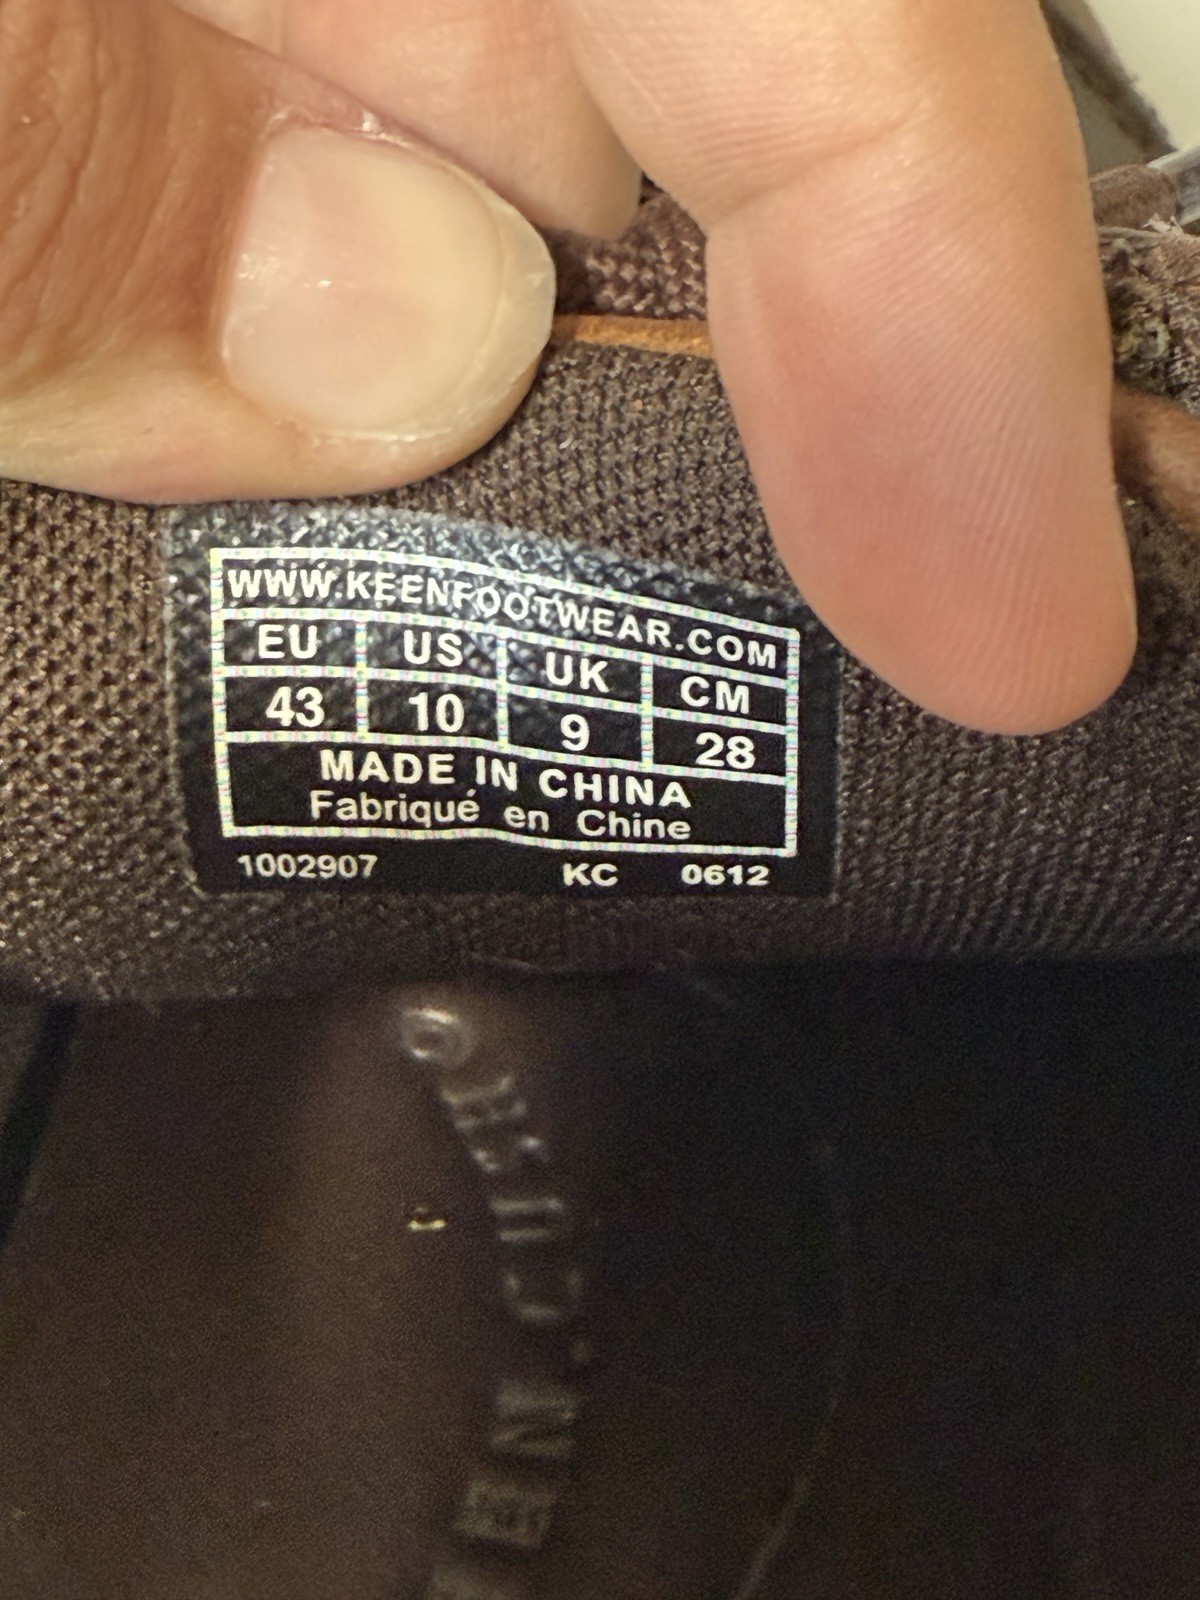 WWW.KEENFOOTWEAR.COM
EU US UK CM
43 10 9 28
MADE IN CHINA
Fabriqué en Chine
1002907 KC 0612